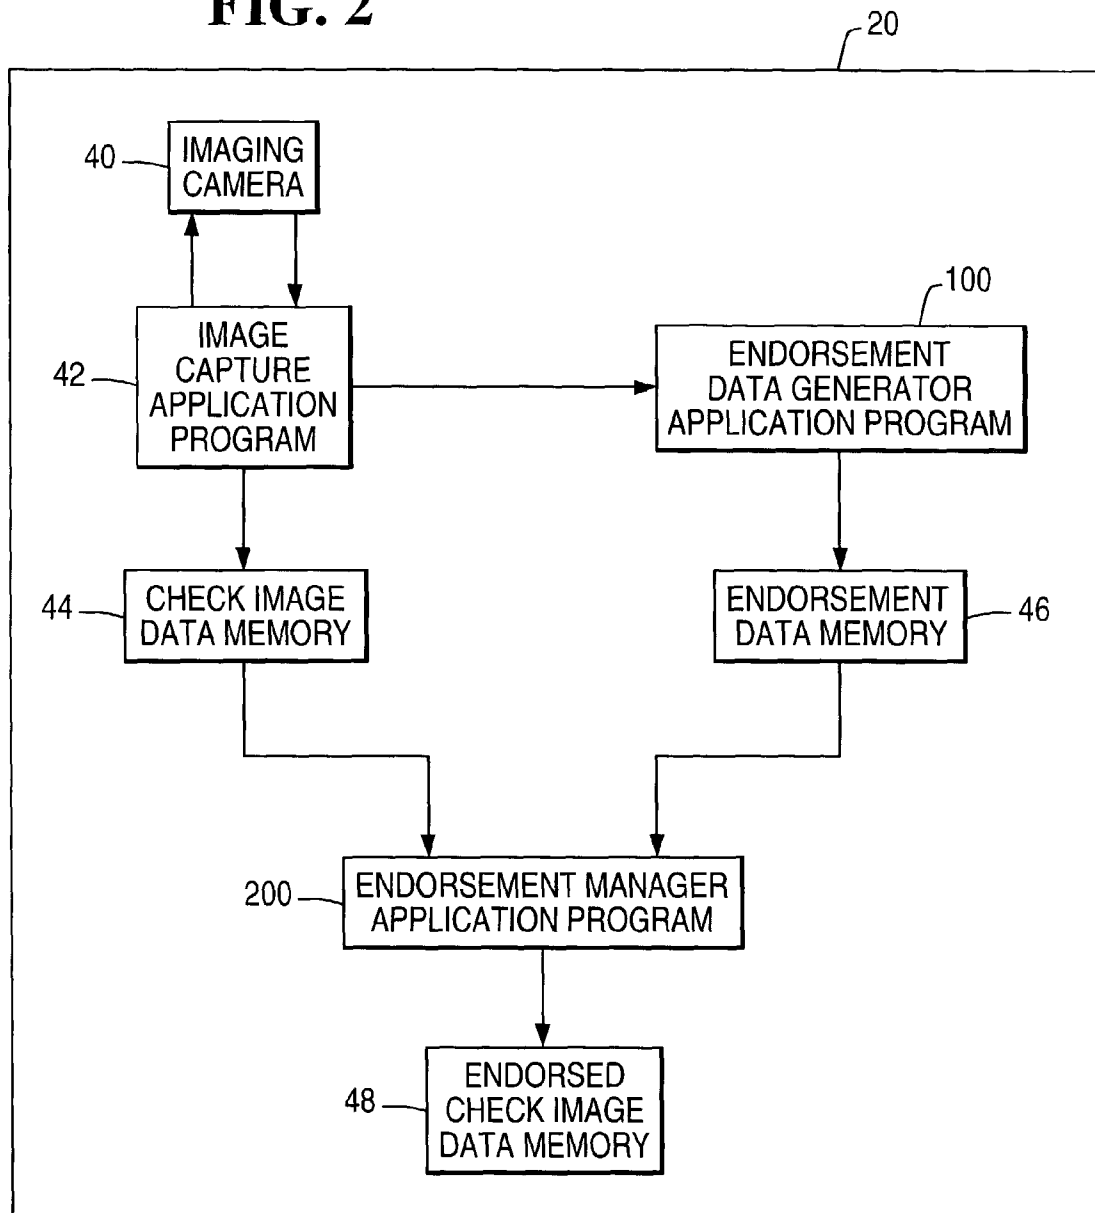 FIG. 2
20
40
IMAGING
CAMERA
100
42
IMAGE
CAPTURE
APPLICATION
PROGRAM
ENDORSEMENT
DATA GENERATOR
APPLICATION PROGRAM
44
CHECK IMAGE
DATA MEMORY
ENDORSEMENT
DATA MEMORY
46
200
ENDORSEMENT MANAGER
APPLICATION PROGRAM
48
ENDORSED
CHECK IMAGE
DATA MEMORY